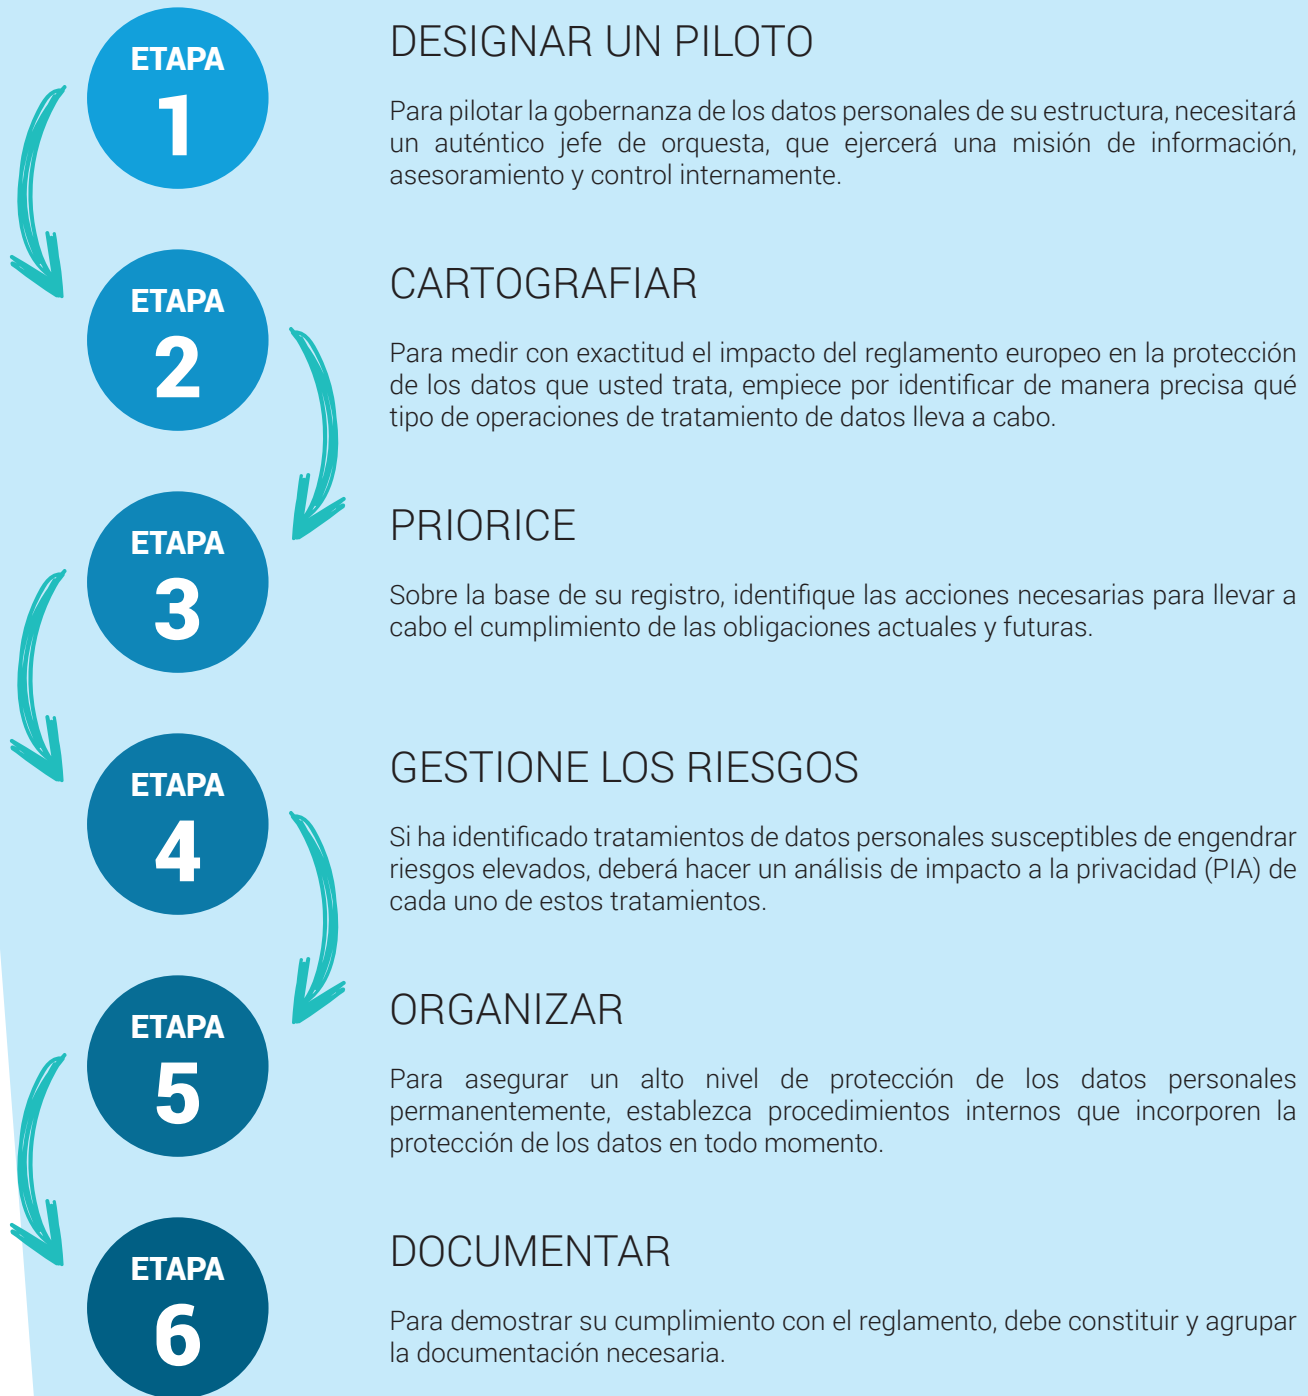 ETAPA
1
DESIGNAR UN PILOTO
Para pilotar la gobernanza de los datos personales de su estructura, necesitará
un auténtico jefe de orquesta, que ejercerá una misión de información,
asesoramiento y control internamente.
ETAPA
2
CARTOGRAFIAR
Para medir con exactitud el impacto del reglamento europeo en la protección
de los datos que usted trata, empiece por identificar de manera precisa qué
tipo de operaciones de tratamiento de datos lleva a cabo.
ETAPA
3
PRIORICE
Sobre la base de su registro, identifique las acciones necesarias para llevar a
cabo el cumplimiento de las obligaciones actuales y futuras.
ETAPA
4
GESTIONE LOS RIESGOS
Si ha identificado tratamientos de datos personales susceptibles de engendrar
riesgos elevados, deberá hacer un análisis de impacto a la privacidad (PIA) de
cada uno de estos tratamientos.
ETAPA
5
ORGANIZAR
Para asegurar un alto nivel de protección de los datos personales
permanentemente, establezca procedimientos internos que incorporen la
protección de los datos en todo momento.
ETAPA
6
DOCUMENTAR
Para demostrar su cumplimiento con el reglamento, debe constituir y agrupar
la documentación necesaria.